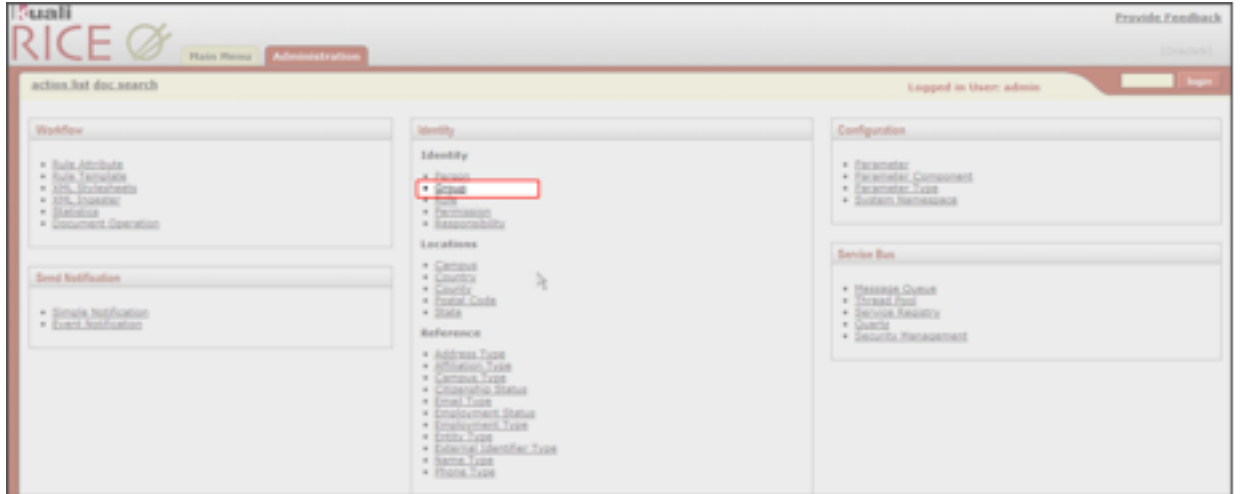 Kuali
RICE
Provide Feedback
Main Menu
Administration
action list doc search
Logged in User: admin
login
Workflow
Rule Attribute
Rule Template
XML Stylesheets
XML Ingester
Statistics
Document Operation
Send Notification
Simple Notification
Event Notification
Identity
Identity
Person
Group
Role
Permission
Responsibility
Locations
Campus
Country
County
Postal Code
State
Reference
Address Type
Affiliation Type
Campus Type
Citizenship Status
Email Type
Employment Status
Employment Type
Entity Type
External Identifier Type
Name Type
Phone Type
Configuration
Parameter
Parameter Component
Parameter Type
System Namespace
Service Bus
Message Queue
Thread Pool
Service Registry
Quartz
Security Management